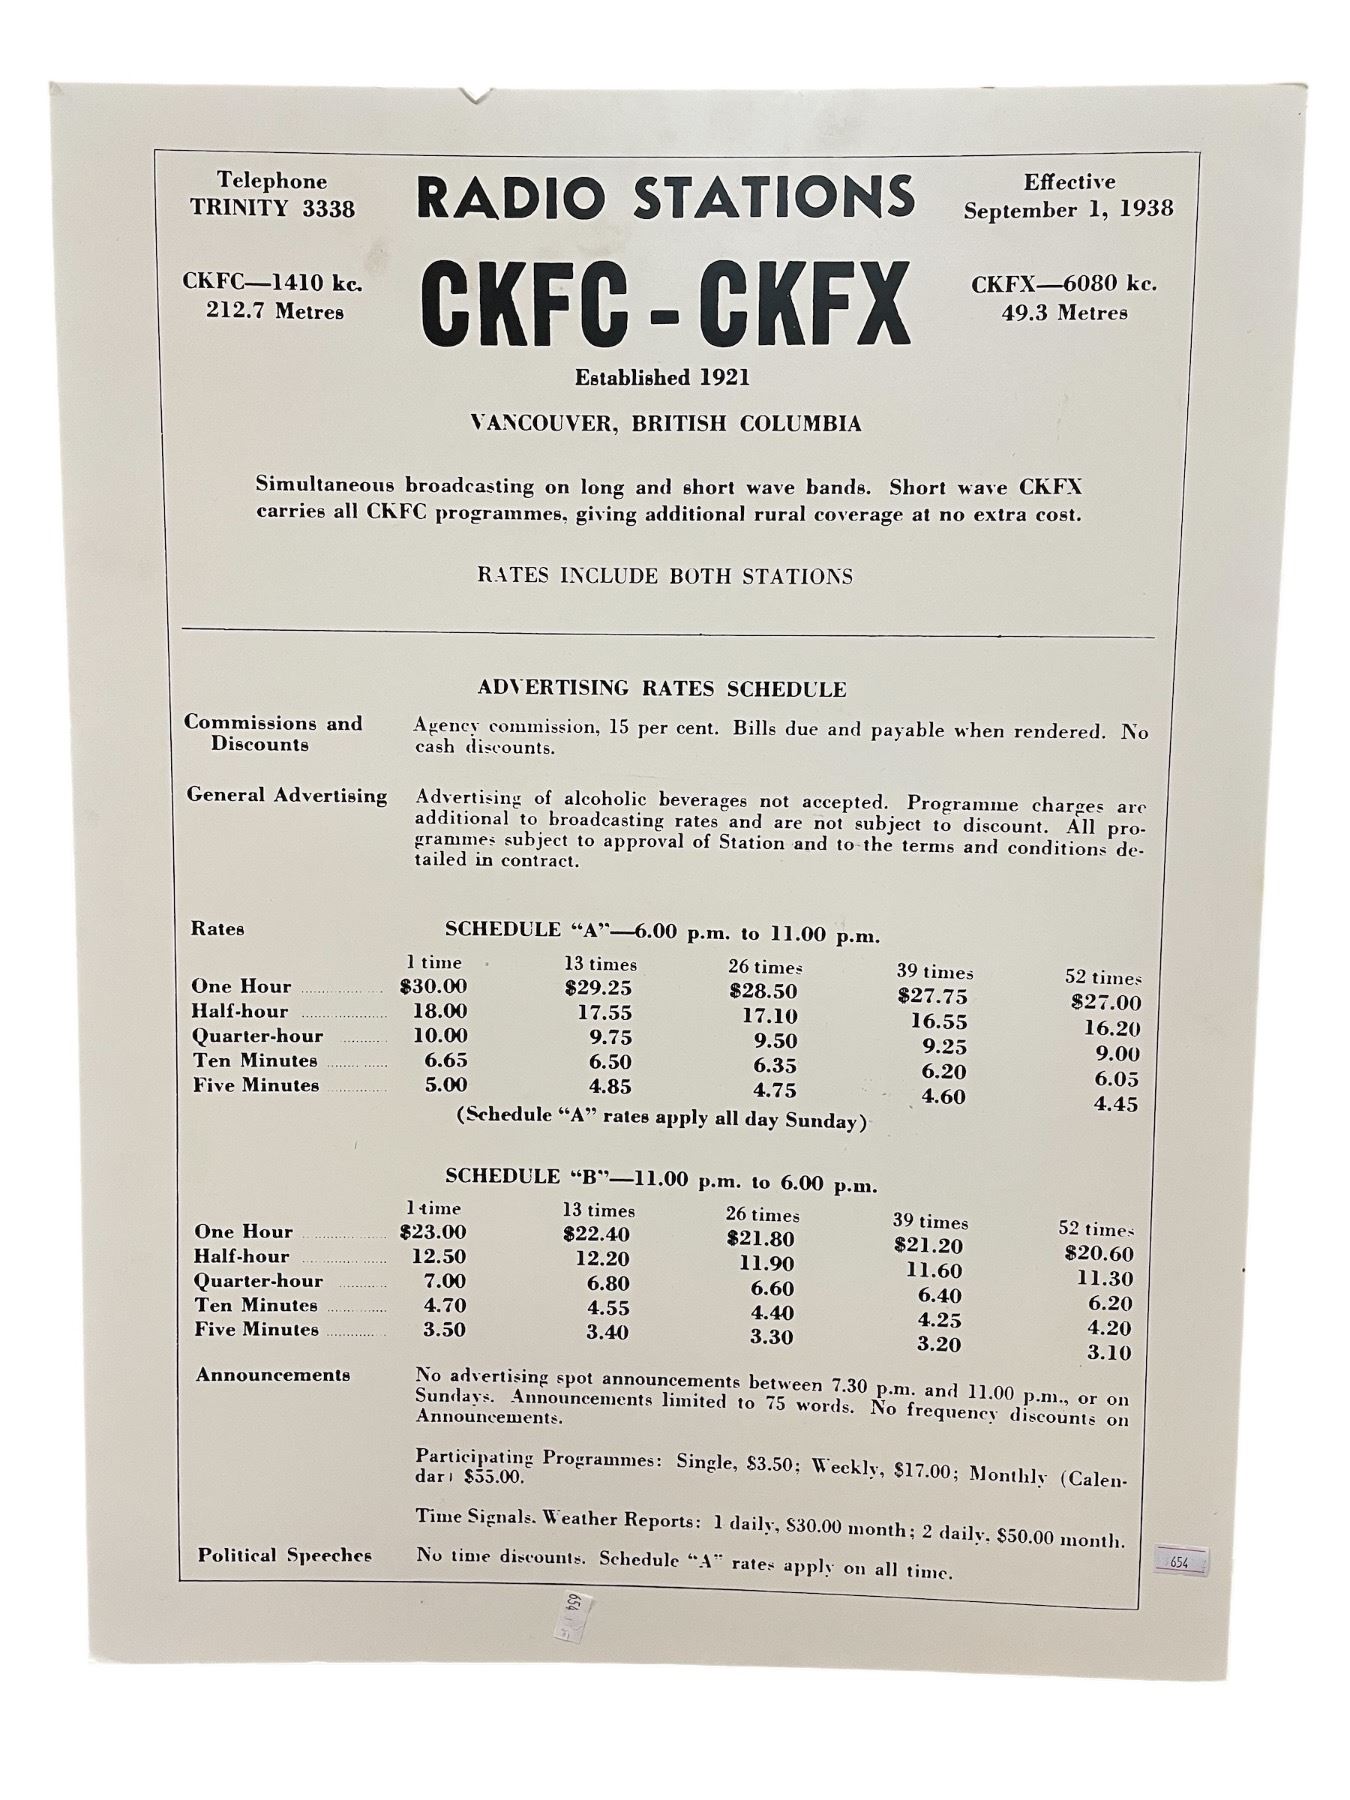 Telephone
TRINITY 3338
RADIO STATIONS
Effective
September 1, 1938
CKFC—1410 kc.
212.7 Metres
CKFC - CKFX
CKFX—6080 kc.
49.3 Metres
Established 1921
VANCOUVER, BRITISH COLUMBIA
Simultaneous broadcasting on long and short wave bands. Short wave CKFX
carries all CKFC programmes, giving additional rural coverage at no extra cost.
RATES INCLUDE BOTH STATIONS
ADVERTISING RATES SCHEDULE
Commissions and
Discounts
Agency commission, 15 per cent. Bills due and payable when rendered. No
cash discounts.
General Advertising
Advertising of alcoholic beverages not accepted. Programme charges are
additional to broadcasting rates and are not subject to discount. All pro-
grammes subject to approval of Station and to the terms and conditions de-
tailed in contract.
Rates
SCHEDULE “A”—6.00 p.m. to 11.00 p.m.
1 time 13 times 26 times 39 times 52 times
One Hour $30.00 $29.25 $28.50 $27.75 $27.00
Half-hour 18.00 17.55 17.10 16.55 16.20
Quarter-hour 10.00 9.75 9.50 9.25 9.00
Ten Minutes 6.65 6.50 6.35 6.20 6.05
Five Minutes 5.00 4.85 4.75 4.60 4.45
(Schedule “A” rates apply all day Sunday)
SCHEDULE “B”—11.00 p.m. to 6.00 p.m.
1 time 13 times 26 times 39 times 52 times
One Hour $23.00 $22.40 $21.80 $21.20 $20.60
Half-hour 12.50 12.20 11.90 11.60 11.30
Quarter-hour 7.00 6.80 6.60 6.40 6.20
Ten Minutes 4.70 4.55 4.40 4.25 4.20
Five Minutes 3.50 3.40 3.30 3.20 3.10
Announcements
No advertising spot announcements between 7.30 p.m. and 11.00 p.m., or on
Sundays. Announcements limited to 75 words. No frequency discounts on
Announcements.
Participating Programmes: Single, $3.50; Weekly, $17.00; Monthly (Calen-
dar) $55.00.
Time Signals. Weather Reports: 1 daily, $30.00 month; 2 daily, $50.00 month.
Political Speeches
No time discounts. Schedule “A” rates apply on all time.
654
654